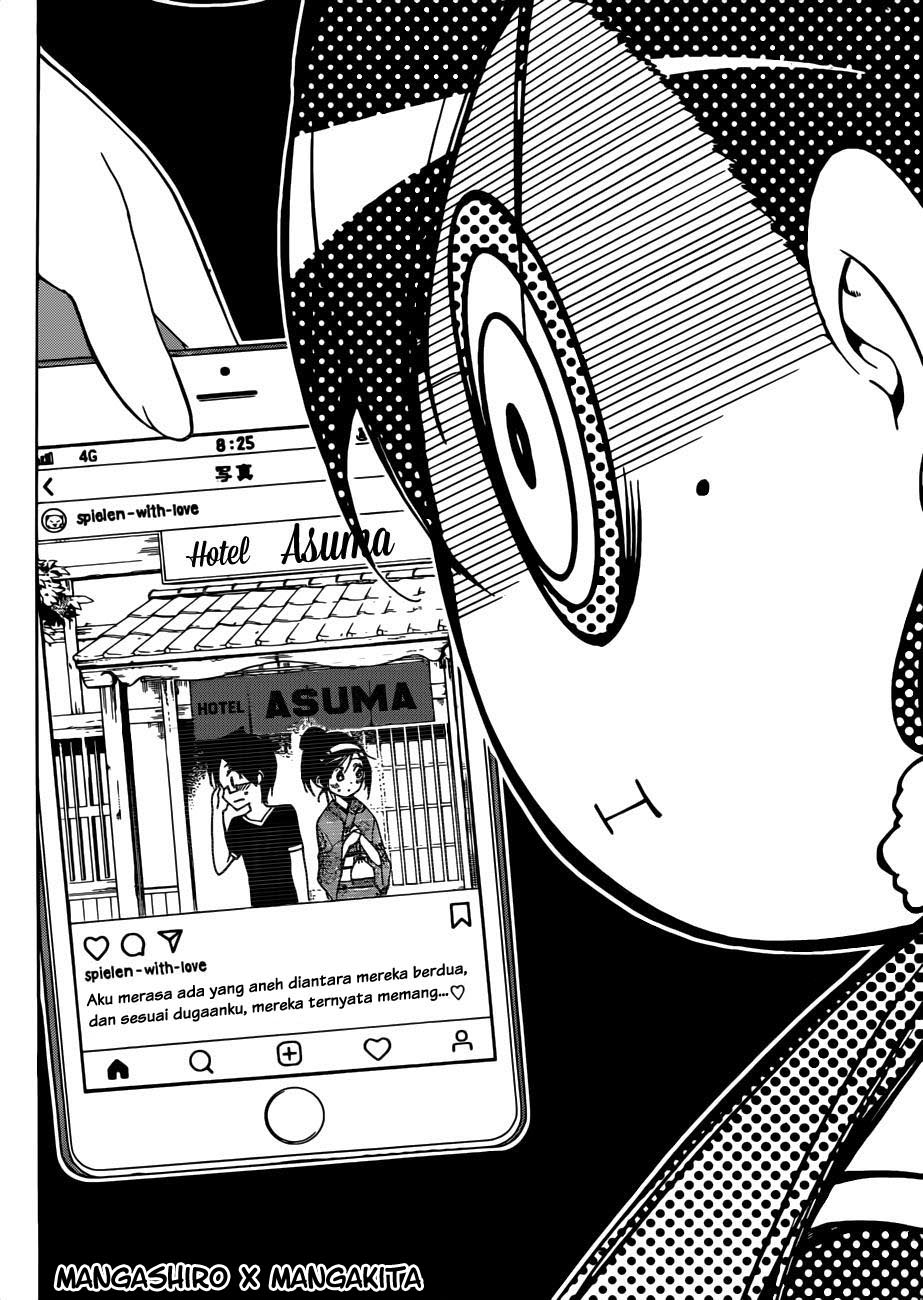 4G 8:25
写真
spielen-with-love
Hotel Asuma
HOTEL ASUMA
spielen-with-love
Aku merasa ada yang aneh diantara mereka berdua,
dan sesuai dugaanku, mereka ternyata memang...♡
MANGASHIRO X MANGAKITA